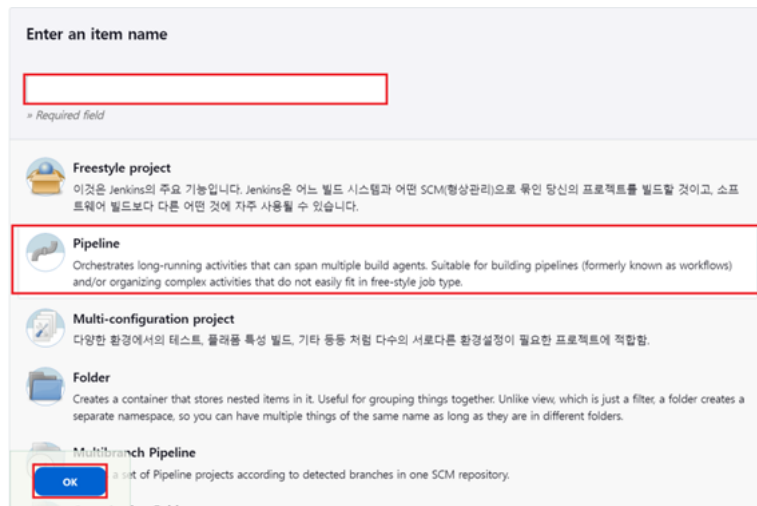 Enter an item name
» Required field
Freestyle project
이것은 Jenkins의 주요 기능입니다. Jenkins은 어느 빌드 시스템과 어떤 SCM(형상관리)으로 묶인 당신의 프로젝트를 빌드할 것이고, 소프
트웨어 빌드보다 다른 어떤 것에 자주 사용될 수 있습니다.
Pipeline
Orchestrates long-running activities that can span multiple build agents. Suitable for building pipelines (formerly known as workflows)
and/or organizing complex activities that do not easily fit in free-style job type.
Multi-configuration project
다양한 환경에서의 테스트, 플래폼 특성 빌드, 기타 등등 처럼 다수의 서로다른 환경설정이 필요한 프로젝트에 적합함.
Folder
Creates a container that stores nested items in it. Useful for grouping things together. Unlike view, which is just a filter, a folder creates a
separate namespace, so you can have multiple things of the same name as long as they are in different folders.
Multibranch Pipeline
set of Pipeline projects according to detected branches in one SCM repository.
OK